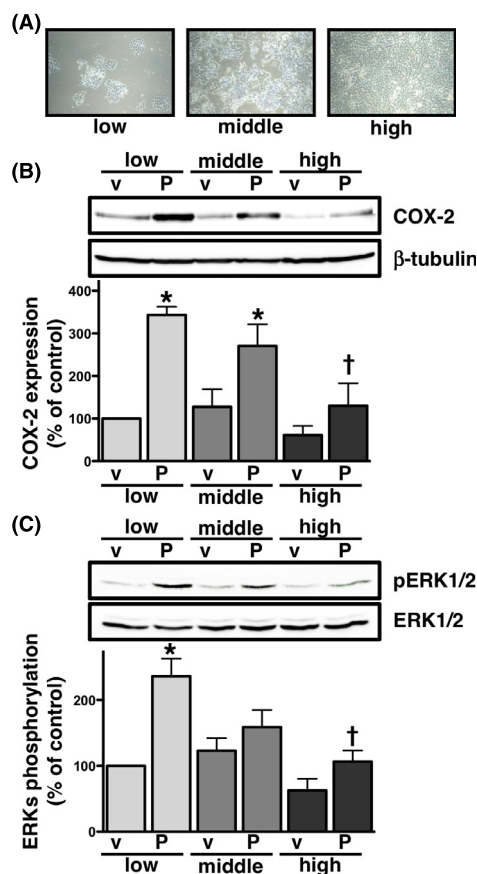 (A)
low middle high
(B)
low middle high
v P v P v P
COX-2
β-tubulin
COX-2 expression
(% of control)
400
300
200
100
0
* * †
v P v P v P
low middle high
(C)
low middle high
v P v P v P
pERK1/2
ERK1/2
ERKs phosphorylation
(% of control)
200
100
0
* †
v P v P v P
low middle high